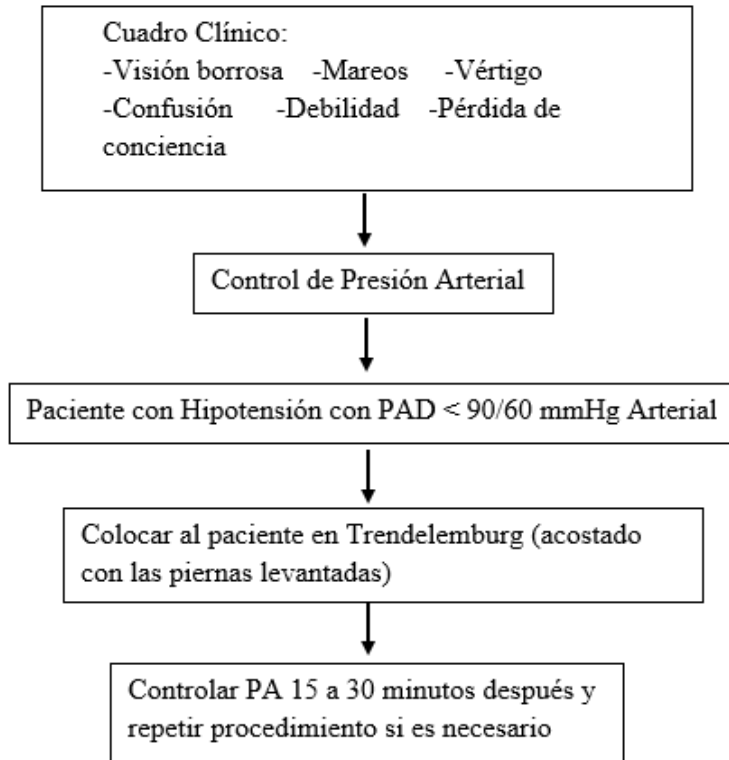 Cuadro Clínico:
-Visión borrosa -Mareos -Vértigo
-Confusión -Debilidad -Pérdida de
conciencia
Control de Presión Arterial
Paciente con Hipotensión con PAD < 90/60 mmHg Arterial
Colocar al paciente en Trendelemburg (acostado
con las piernas levantadas)
Controlar PA 15 a 30 minutos después y
repetir procedimiento si es necesario